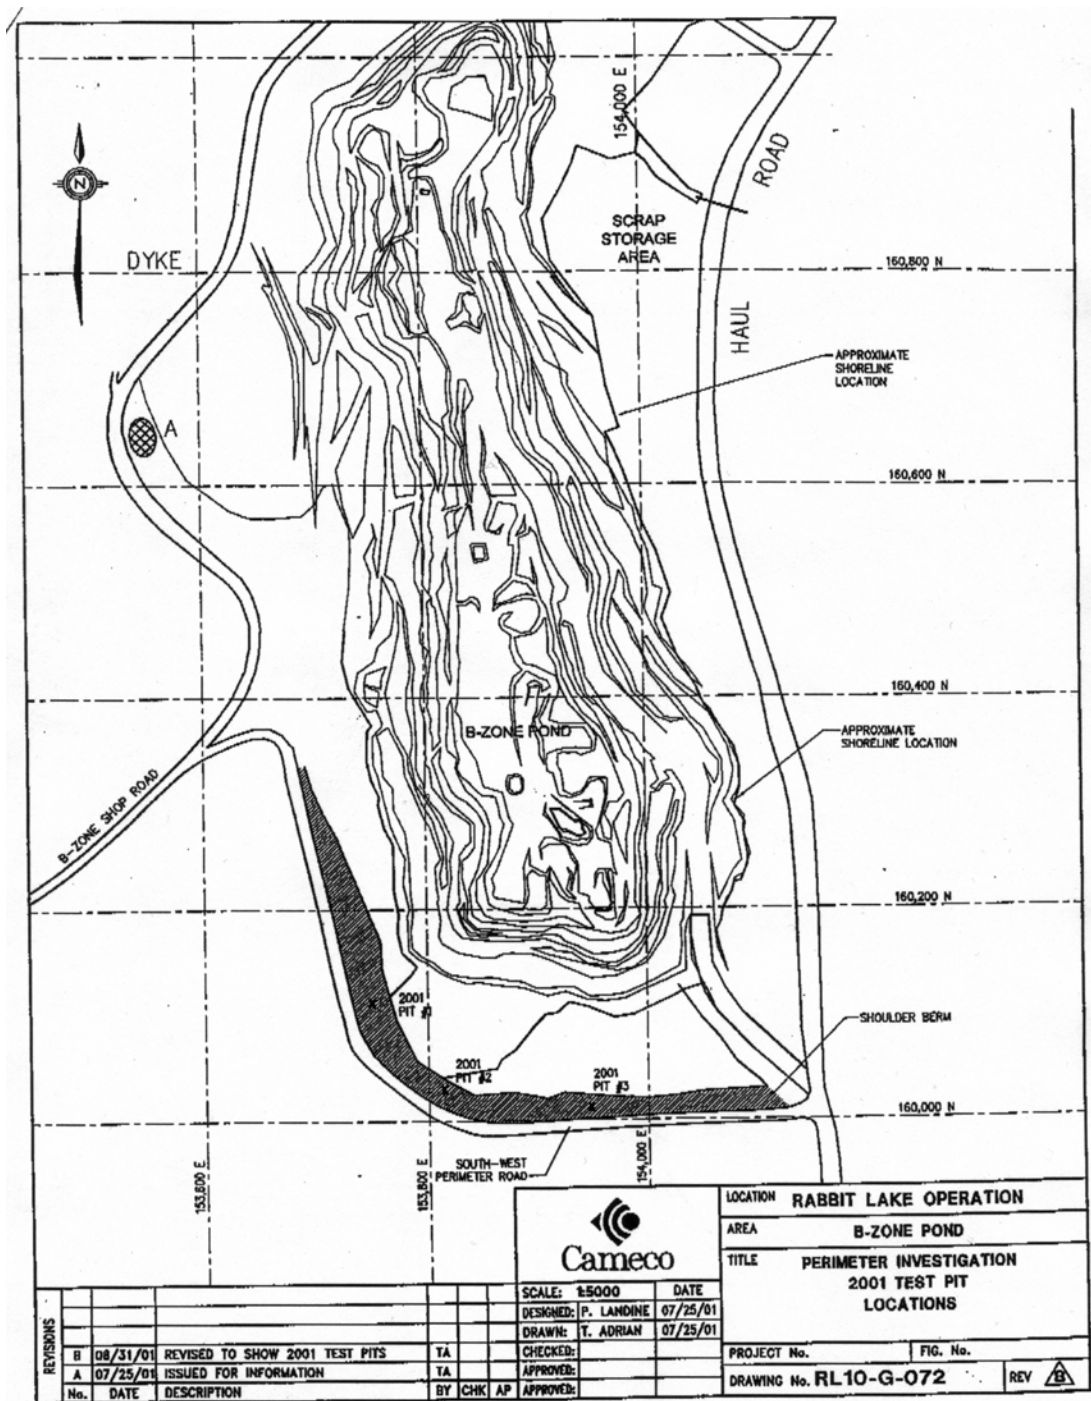 154,000 E
ROAD
N
SCRAP
STORAGE
AREA
DYKE
160,800 N
HAUL
APPROXIMATE
SHORELINE
LOCATION
A
160,600 N
160,400 N
B-ZONE POND
APPROXIMATE
SHORELINE LOCATION
B-ZONE SHOP ROAD
160,200 N
2001
PIT #1
SHOULDER BERM
2001
PIT #2
2001
PIT #3
160,000 N
SOUTH-WEST
PERIMETER ROAD
153,600 E
153,800 E
154,000 E
Cameco
LOCATION RABBIT LAKE OPERATION
AREA B-ZONE POND
TITLE PERIMETER INVESTIGATION
2001 TEST PIT
LOCATIONS
SCALE: 1:5000 DATE
DESIGNED: P. LANDINE 07/25/01
DRAWN: T. ADRIAN 07/25/01
CHECKED:
APPROVED:
APPROVED:
PROJECT No. FIG. No.
DRAWING No. RL10-G-072 REV B
REVISIONS
B 08/31/01 REVISED TO SHOW 2001 TEST PITS TA
A 07/25/01 ISSUED FOR INFORMATION TA
No. DATE DESCRIPTION BY CHK AP